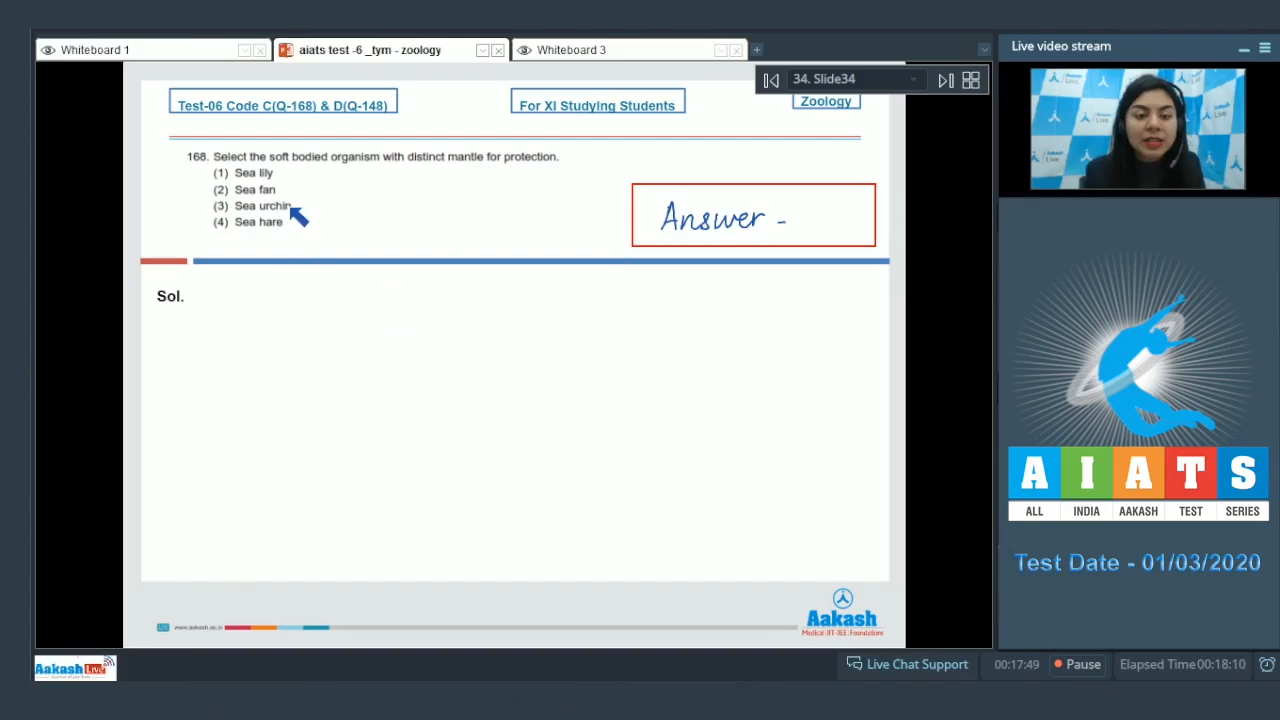 Whiteboard 1
aiats test -6 _tym - zoology
Whiteboard 3
Live video stream
34. Slide34
Test-06 Code C(Q-168) & D(Q-148)
For XI Studying Students
Zoology
168. Select the soft bodied organism with distinct mantle for protection.
(1) Sea lily
(2) Sea fan
(3) Sea urchin
(4) Sea hare
Answer -
Sol.
A I A T S
ALL INDIA AAKASH TEST SERIES
Test Date - 01/03/2020
www.aakash.ac.in
Aakash
Medical | IIT-JEE | Foundations
Aakash Live
Live Chat Support
00:17:49
Pause
Elapsed Time 00:18:10